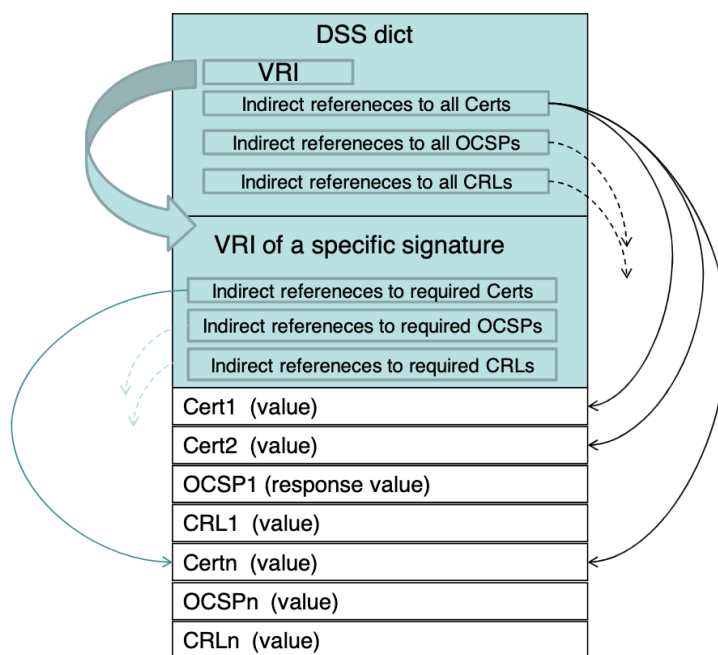 DSS dict
VRI
Indirect refereneces to all Certs
Indirect refereneces to all OCSPs
Indirect refereneces to all CRLs
VRI of a specific signature
Indirect refereneces to required Certs
Indirect refereneces to required OCSPs
Indirect refereneces to required CRLs
Cert1 (value)
Cert2 (value)
OCSP1 (response value)
CRL1 (value)
Certn (value)
OCSPn (value)
CRLn (value)